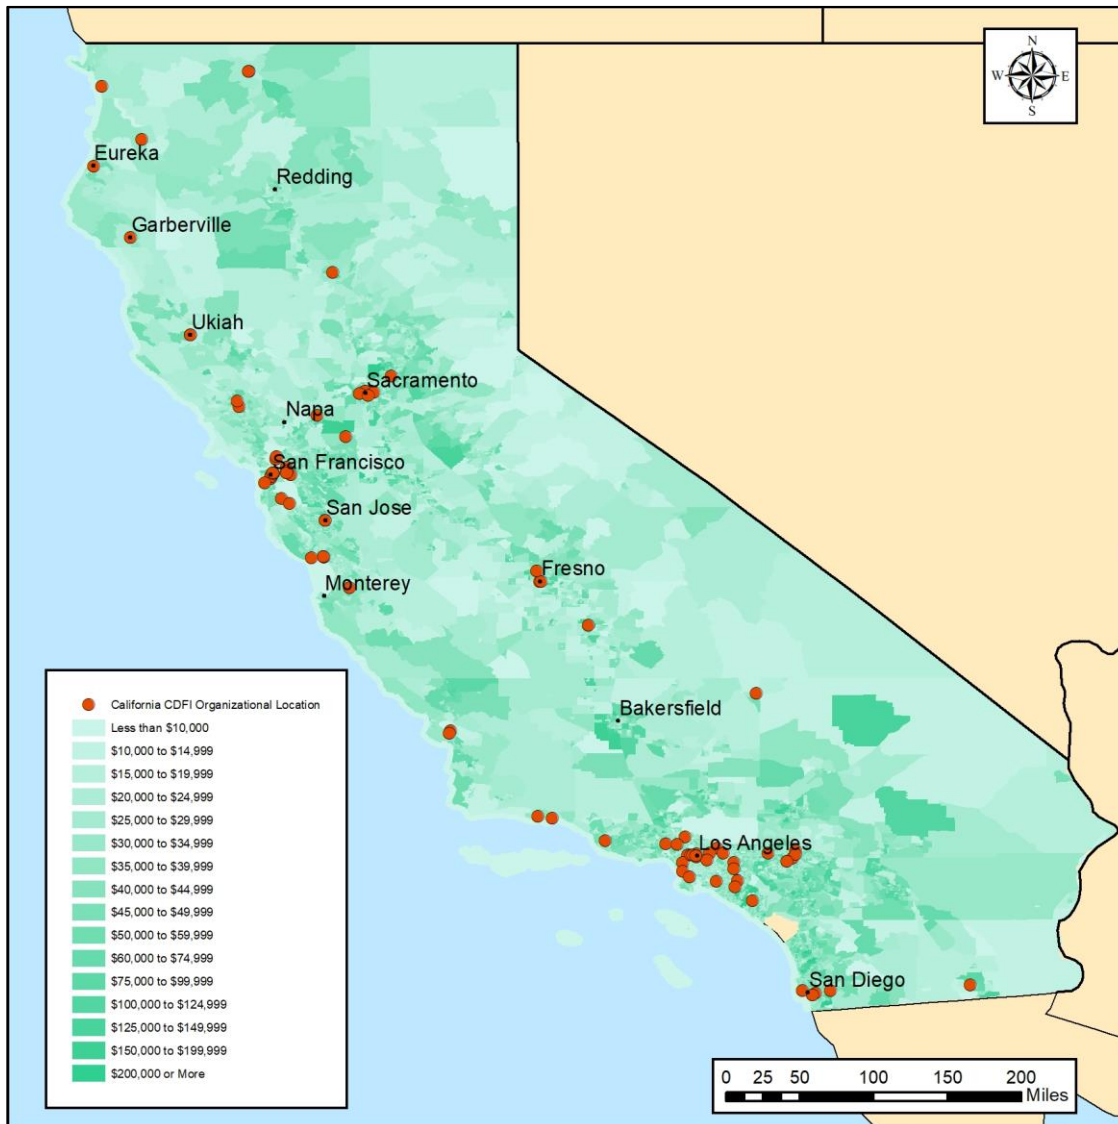 N
W E
S
Eureka
Redding
Garberville
Ukiah
Sacramento
Napa
San Francisco
San Jose
Fresno
Monterey
Bakersfield
Los Angeles
San Diego
California CDFI Organizational Location
Less than $10,000
$10,000 to $14,999
$15,000 to $19,999
$20,000 to $24,999
$25,000 to $29,999
$30,000 to $34,999
$35,000 to $39,999
$40,000 to $44,999
$45,000 to $49,999
$50,000 to $59,999
$60,000 to $74,999
$75,000 to $99,999
$100,000 to $124,999
$125,000 to $149,999
$150,000 to $199,999
$200,000 or More
0 25 50 100 150 200
Miles